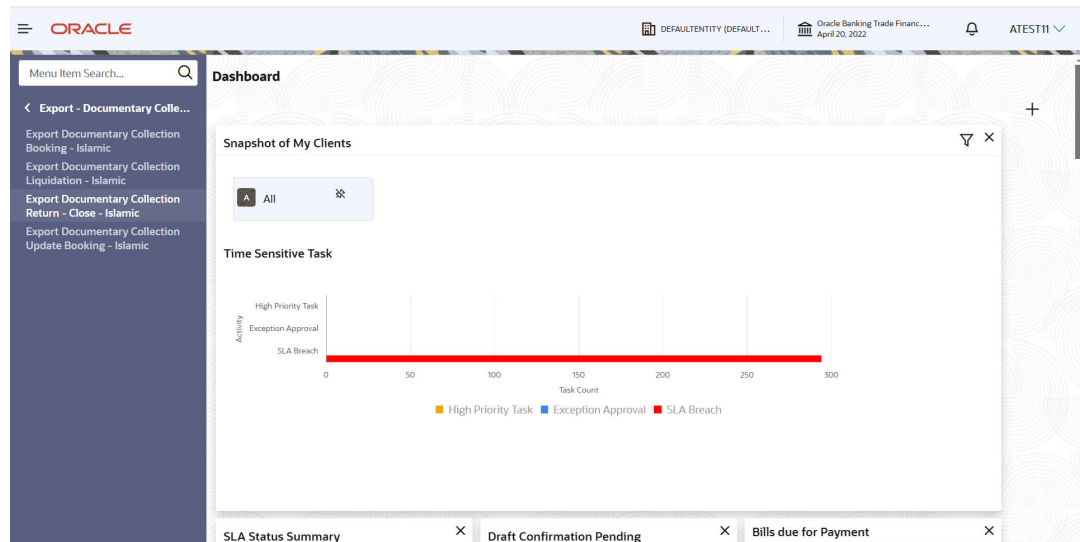 ORACLE
DEFAULTENTITY (DEFAULT...
Oracle Banking Trade Financ...
April 20, 2022
ATEST11
Menu Item Search...
Export - Documentary Colle...
Export Documentary Collection
Booking - Islamic
Export Documentary Collection
Liquidation - Islamic
Export Documentary Collection
Return - Close - Islamic
Export Documentary Collection
Update Booking - Islamic
Dashboard
Snapshot of My Clients
A All
Time Sensitive Task
Activity
High Priority Task
Exception Approval
SLA Breach
0 50 100 150 200 250 300
Task Count
High Priority Task Exception Approval SLA Breach
SLA Status Summary
Draft Confirmation Pending
Bills due for Payment